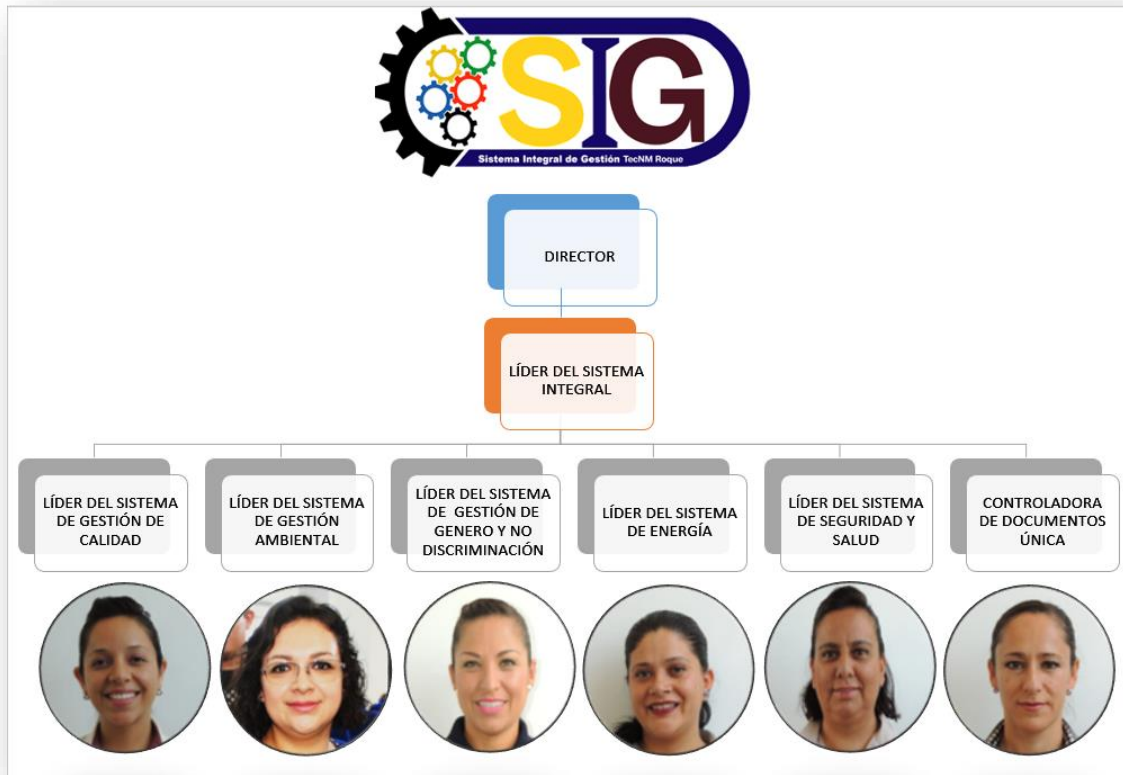 SIG
Sistema Integral de Gestión TecNM Roque
DIRECTOR
LÍDER DEL SISTEMA
INTEGRAL
LÍDER DEL SISTEMA
DE GESTIÓN DE
CALIDAD
LÍDER DEL SISTEMA
DE GESTIÓN
AMBIENTAL
LÍDER DEL SISTEMA
DE GESTIÓN DE
GENERO Y NO
DISCRIMINACIÓN
LÍDER DEL SISTEMA
DE ENERGÍA
LÍDER DEL SISTEMA
DE SEGURIDAD Y
SALUD
CONTROLADORA
DE DOCUMENTOS
ÚNICA